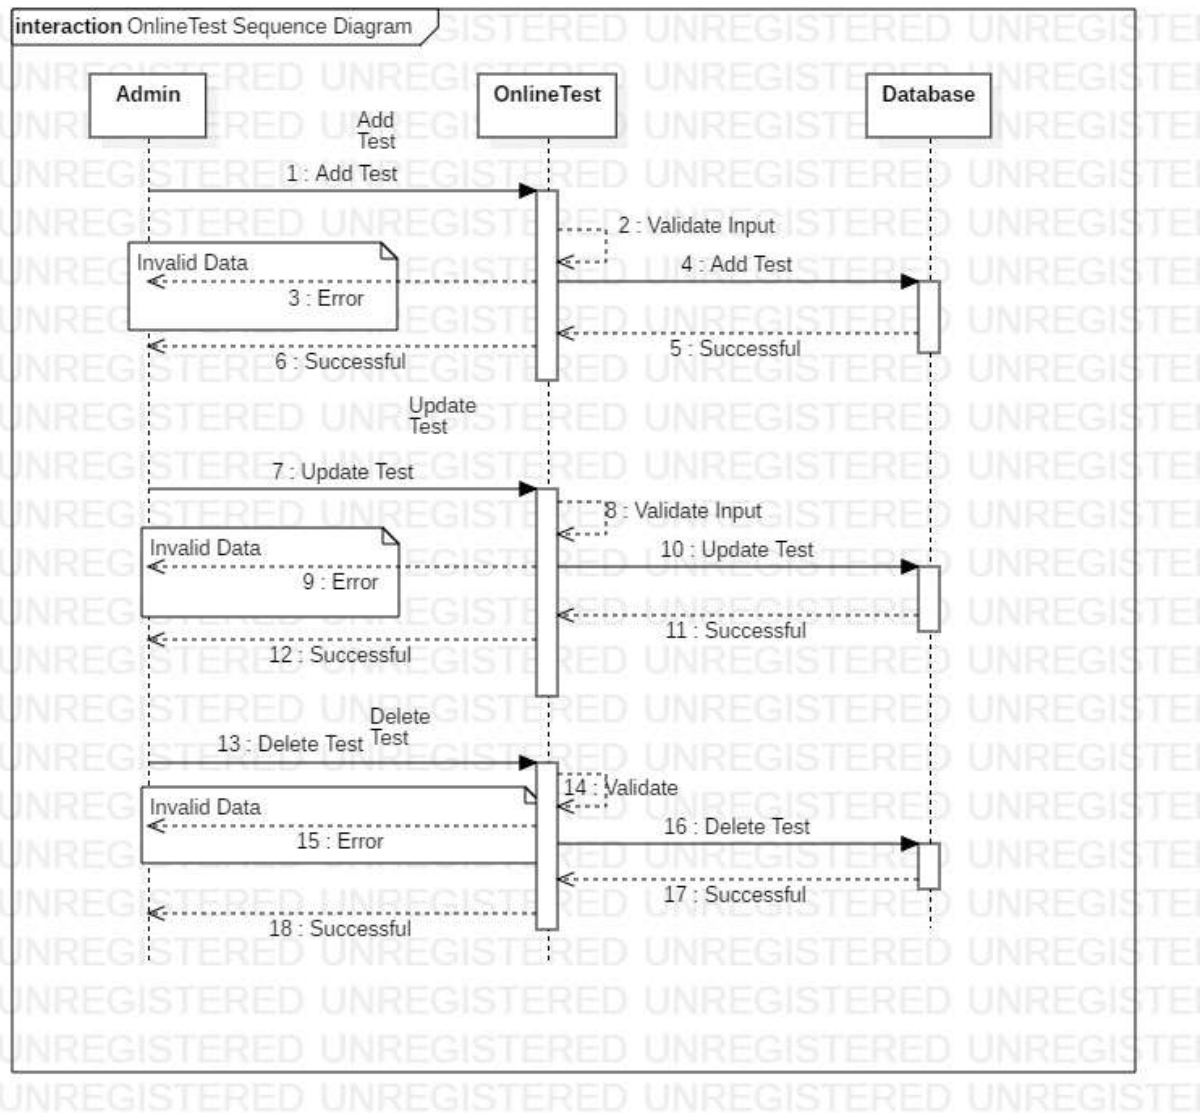 interaction OnlineTest Sequence Diagram
Admin
OnlineTest
Database
Add
Test
1 : Add Test
2 : Validate Input
4 : Add Test
Invalid Data
3 : Error
5 : Successful
6 : Successful
Update
Test
7 : Update Test
8 : Validate Input
10 : Update Test
Invalid Data
9 : Error
11 : Successful
12 : Successful
Delete
Test
13 : Delete Test
14 : Validate
Invalid Data
16 : Delete Test
15 : Error
17 : Successful
18 : Successful
UNREGISTERED